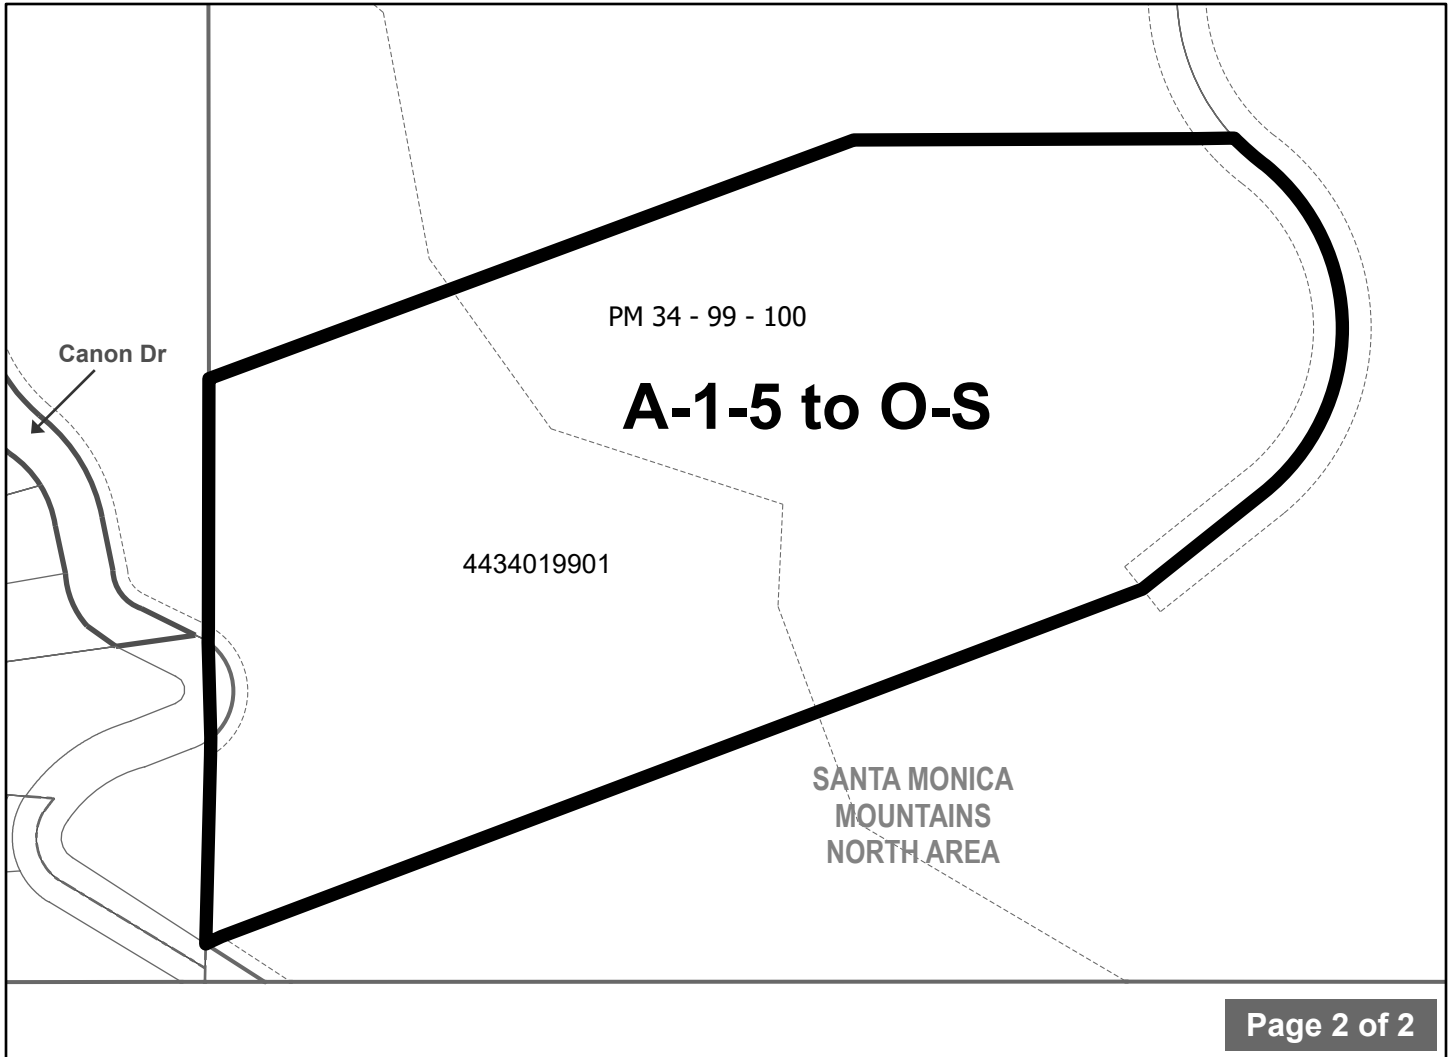 PM 34 - 99 - 100
Canon Dr
A-1-5 to O-S
4434019901
SANTA MONICA
MOUNTAINS
NORTH AREA
Page 2 of 2